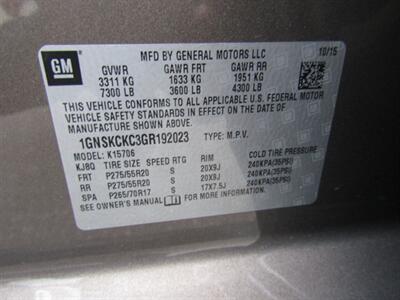 GM
MFD BY GENERAL MOTORS LLC 10/15
GVWR GAWR FRT GAWR RR
3311 KG 1633 KG 1951 KG
7300 LB 3600 LB 4300 LB
THIS VEHICLE CONFORMS TO ALL APPLICABLE U.S. FEDERAL MOTOR
VEHICLE SAFETY STANDARDS IN EFFECT ON THE DATE OF
MANUFACTURE SHOWN ABOVE.
1GNSKCKC3GR192023 TYPE: M.P.V.
MODEL: K15706
KJ8Q TIRE SIZE SPEED RTG RIM COLD TIRE PRESSURE
FRT P275/55R20 S 20X9J 240KPA(35PSI)
RR P275/55R20 S 20X9J 240KPA(35PSI)
SPA P265/70R17 S 17X7.5J 240KPA(35PSI)
SEE OWNER'S MANUAL FOR MORE INFORMATION.